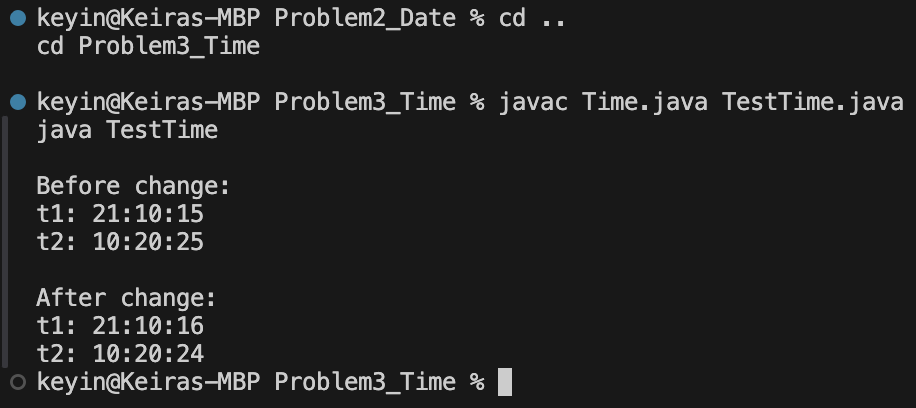 keyin@Keiras-MBP Problem2_Date % cd ..
cd Problem3_Time
keyin@Keiras-MBP Problem3_Time % javac Time.java TestTime.java
java TestTime
Before change:
t1: 21:10:15
t2: 10:20:25
After change:
t1: 21:10:16
t2: 10:20:24
keyin@Keiras-MBP Problem3_Time %